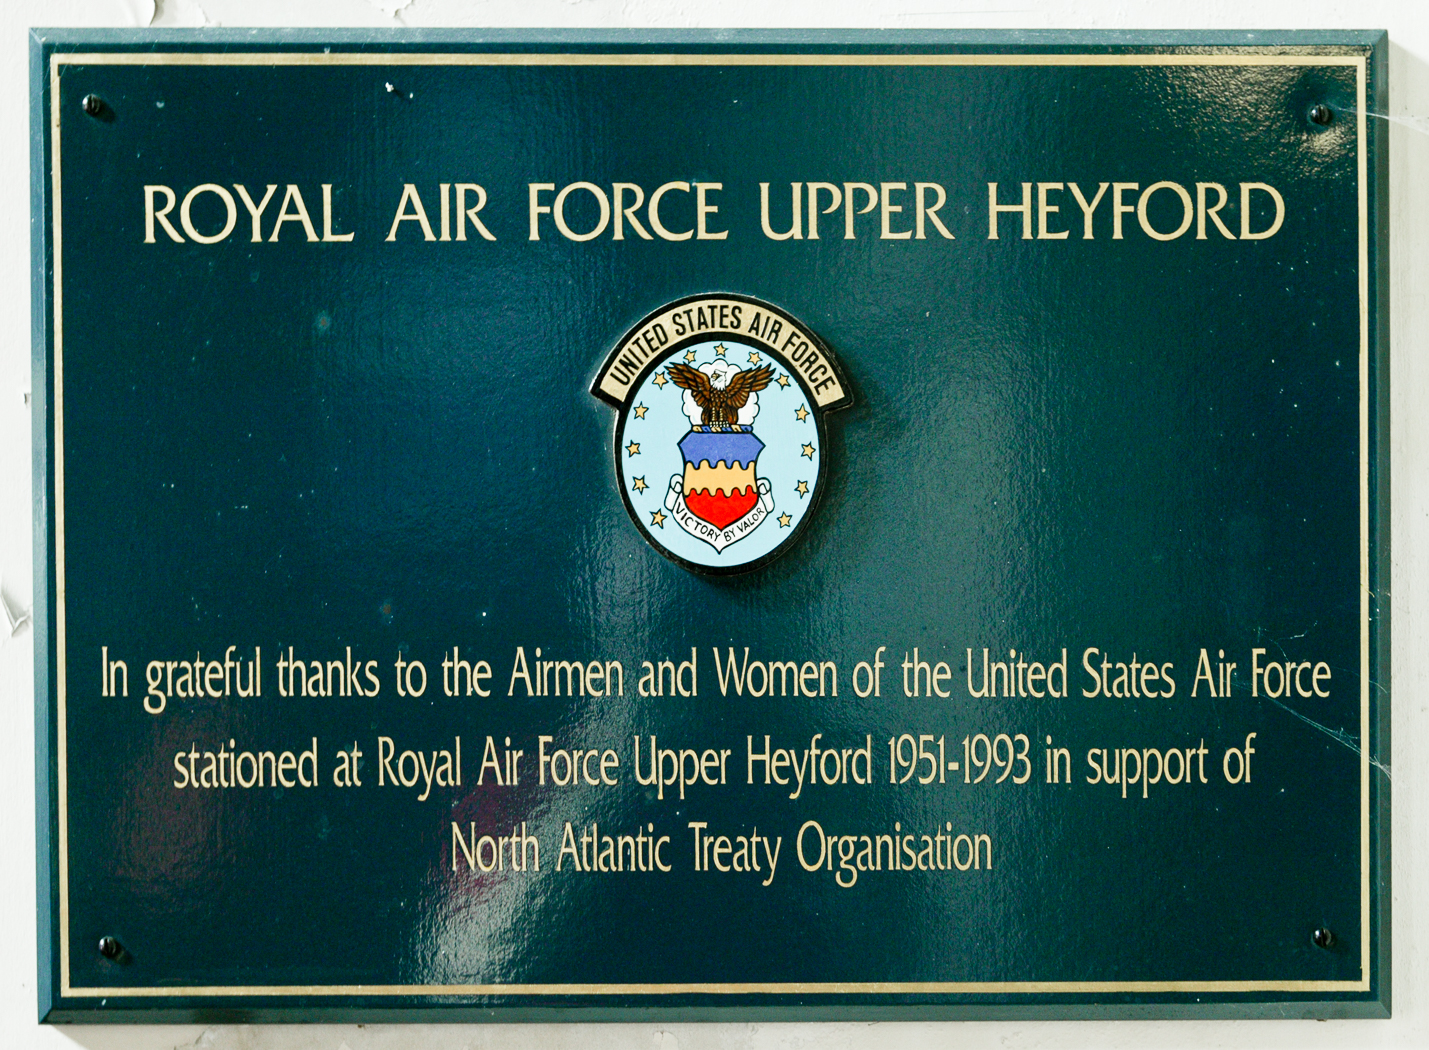 ROYAL AIR FORCE UPPER HEYFORD
UNITED STATES AIR FORCE
VICTORY BY VALOR
In grateful thanks to the Airmen and Women of the United States Air Force
stationed at Royal Air Force Upper Heyford 1951-1993 in support of
North Atlantic Treaty Organisation